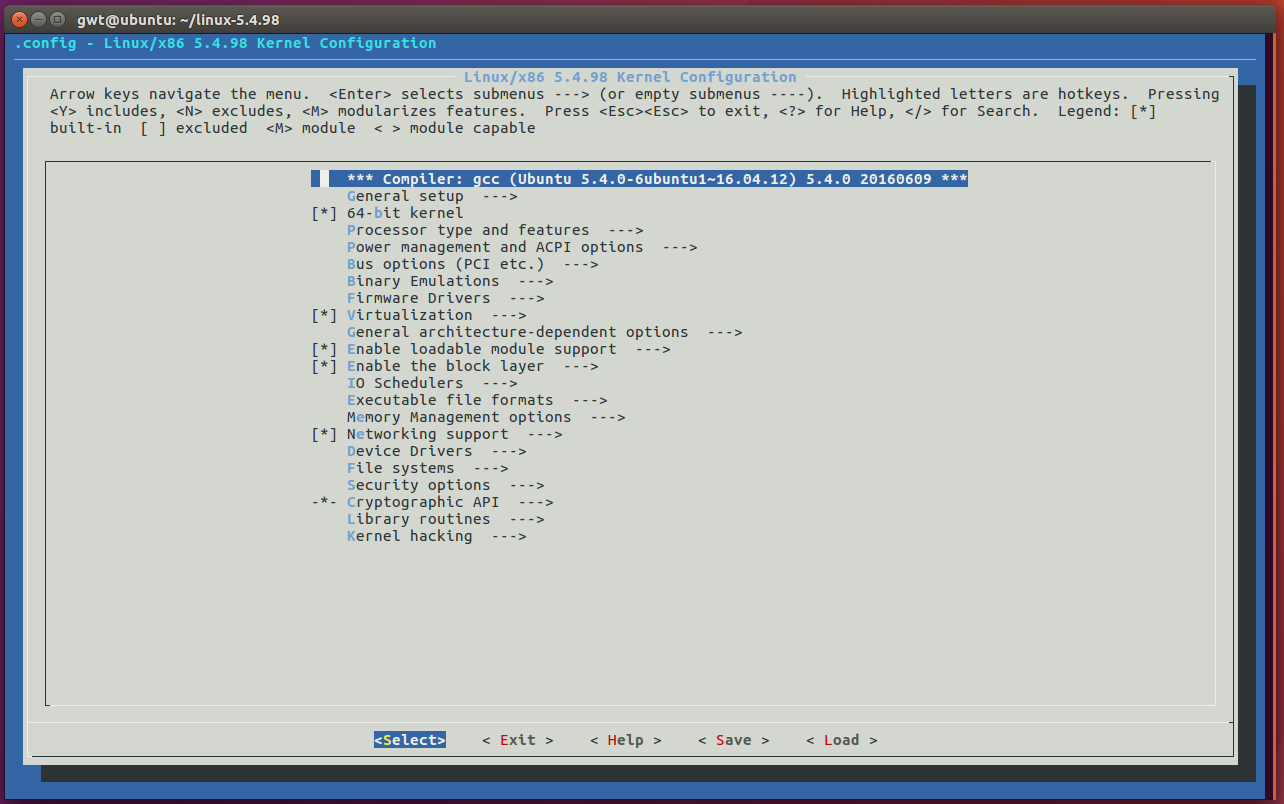 gwt@ubuntu: ~/linux-5.4.98
.config - Linux/x86 5.4.98 Kernel Configuration
Linux/x86 5.4.98 Kernel Configuration
Arrow keys navigate the menu.  <Enter> selects submenus ---> (or empty submenus ----).  Highlighted letters are hotkeys.  Pressing
<Y> includes, <N> excludes, <M> modularizes features.  Press <Esc><Esc> to exit, <?> for Help, </> for Search.  Legend: [*]
built-in  [ ] excluded  <M> module  < > module capable
*** Compiler: gcc (Ubuntu 5.4.0-6ubuntu1~16.04.12) 5.4.0 20160609 ***
General setup  --->
[*] 64-bit kernel
Processor type and features  --->
Power management and ACPI options  --->
Bus options (PCI etc.)  --->
Binary Emulations  --->
Firmware Drivers  --->
[*] Virtualization  --->
General architecture-dependent options  --->
[*] Enable loadable module support  --->
[*] Enable the block layer  --->
IO Schedulers  --->
Executable file formats  --->
Memory Management options  --->
[*] Networking support  --->
Device Drivers  --->
File systems  --->
Security options  --->
-*- Cryptographic API  --->
Library routines  --->
Kernel hacking  --->
<Select>    < Exit >    < Help >    < Save >    < Load >